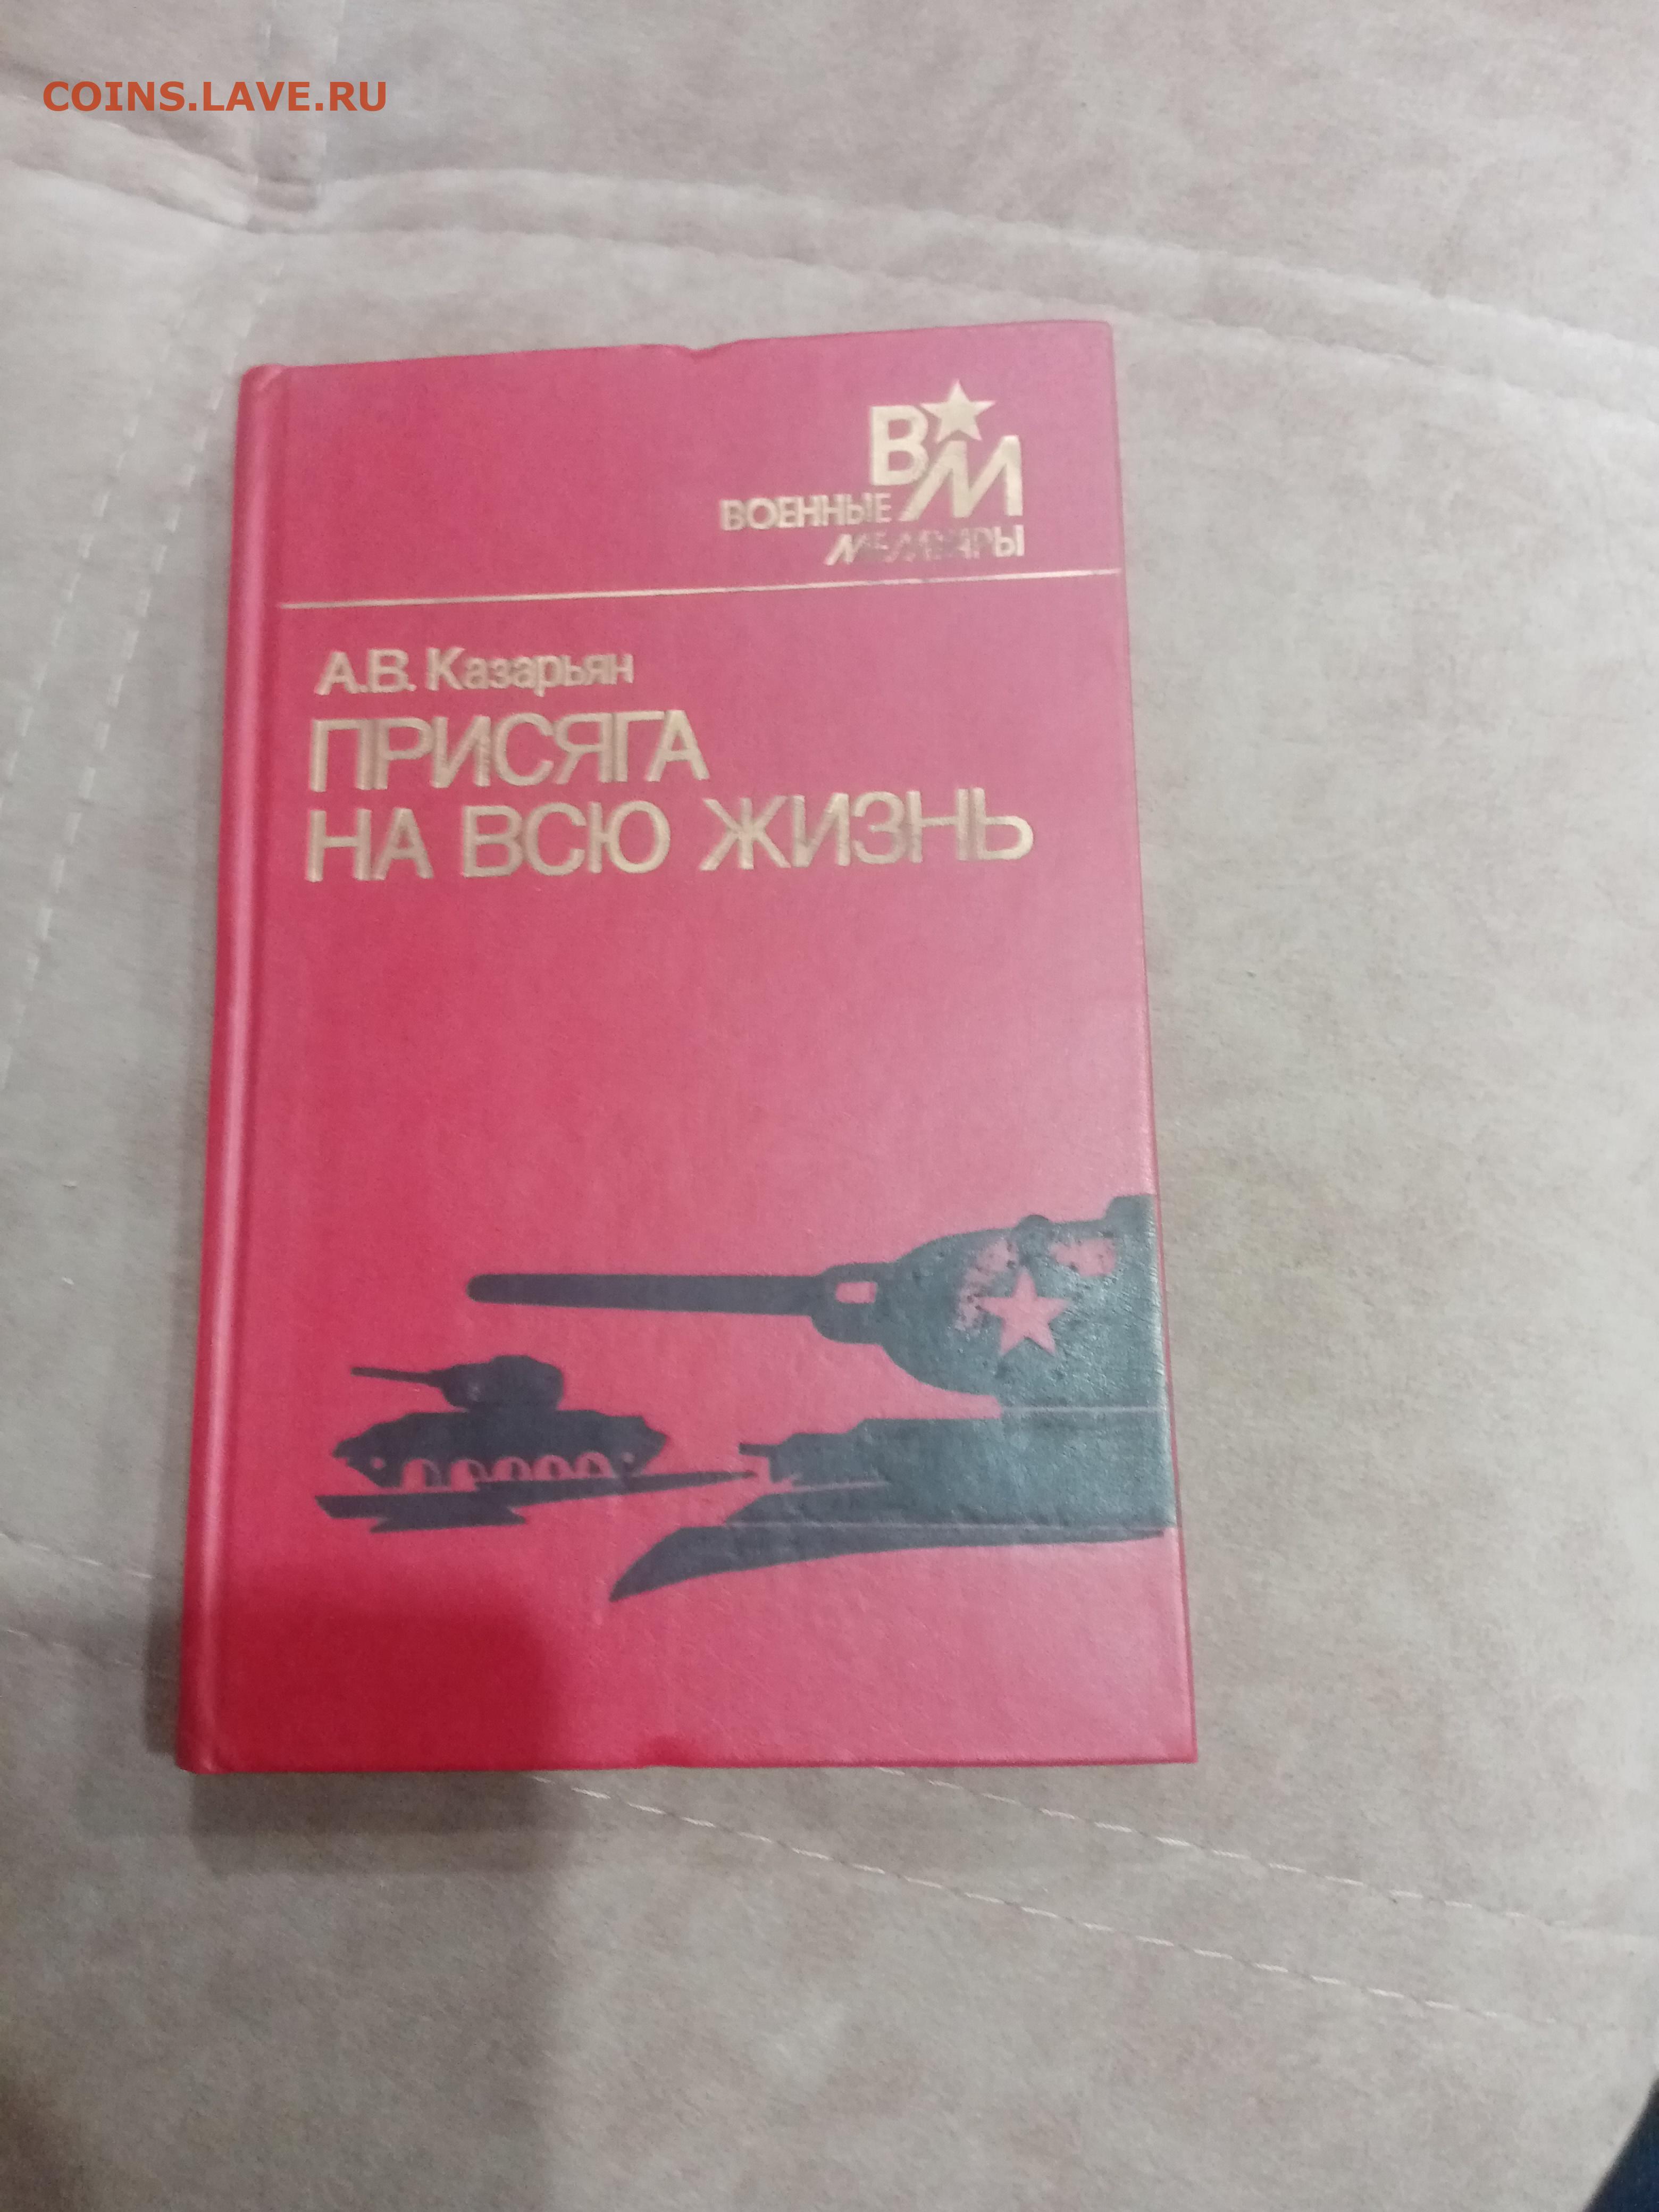 COINS.LAVE.RU
ВМ
ВОЕННЫЕ
МЕМУАРЫ
А.В. Казарьян
ПРИСЯГА
НА ВСЮ ЖИЗНЬ